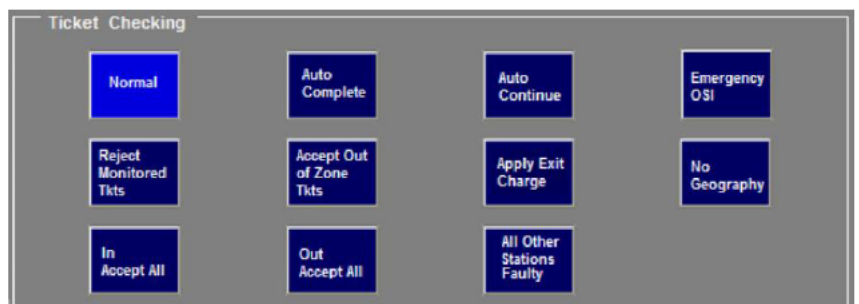 Ticket Checking
Normal
Auto
Complete
Auto
Continue
Emergency
OSI
Reject
Monitored
Tkts
Accept Out
of Zone
Tkts
Apply Exit
Charge
No
Geography
In
Accept All
Out
Accept All
All Other
Stations
Faulty